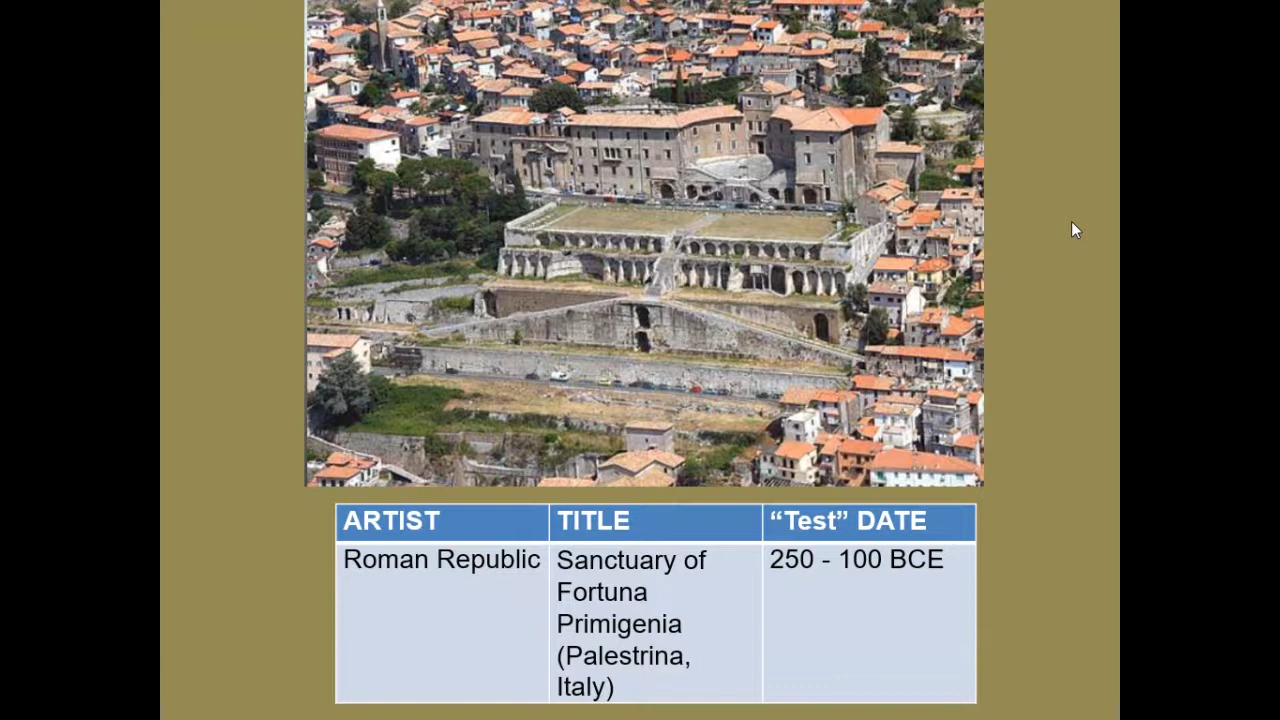 ARTIST TITLE “Test” DATE
Roman Republic Sanctuary of 250 - 100 BCE
Fortuna
Primigenia
(Palestrina,
Italy)